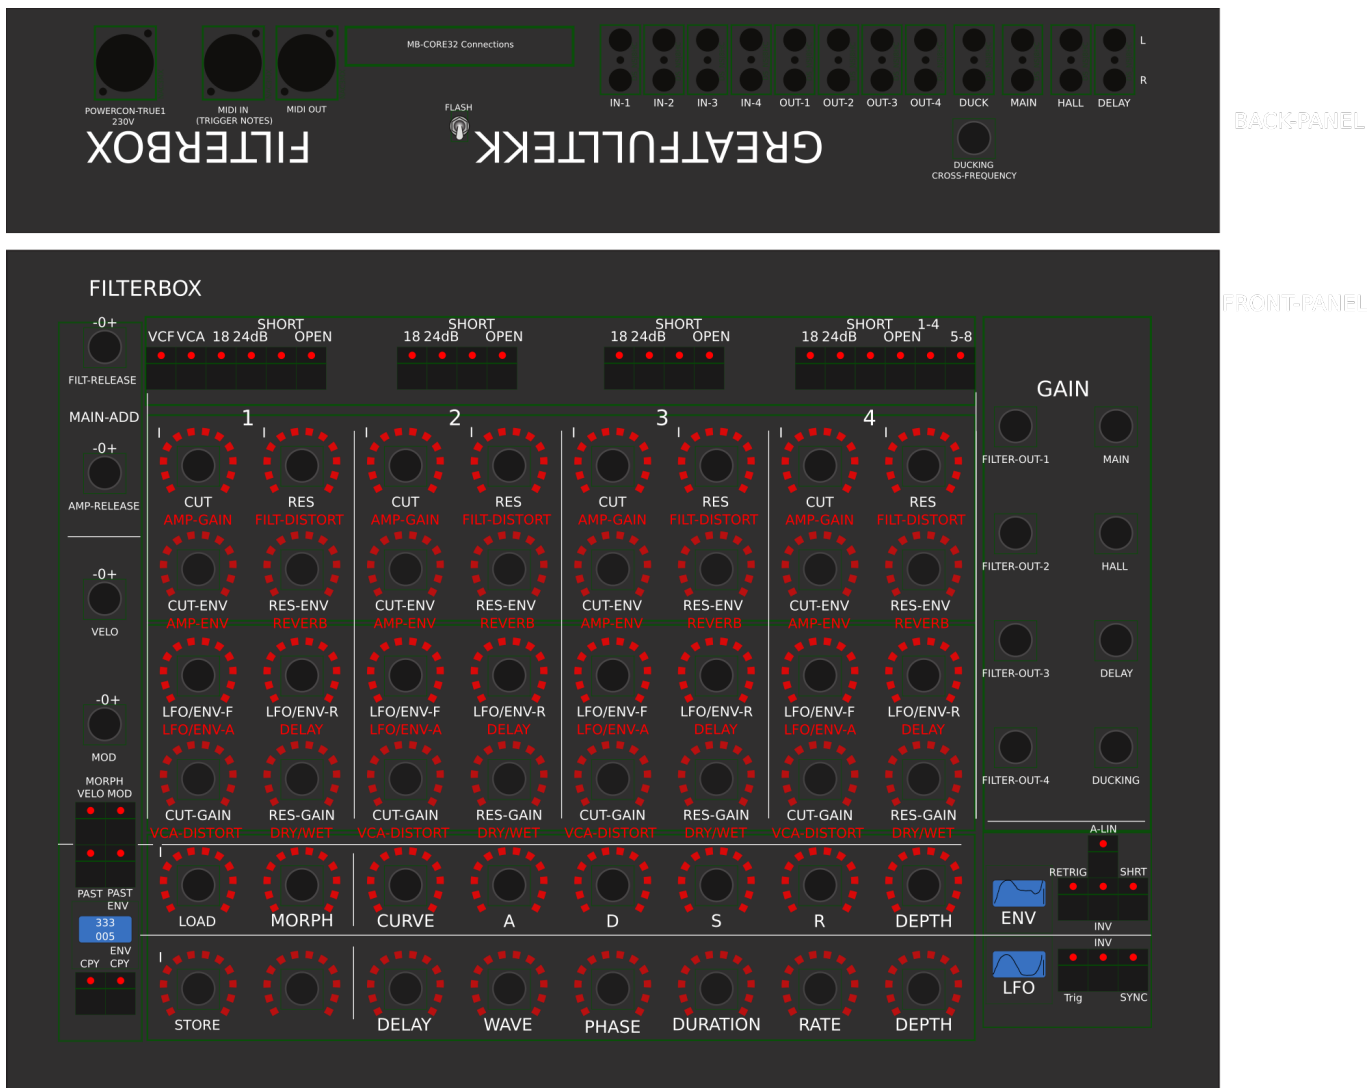 MB-CORE32 Connections
L
R
POWERCON-TRUE1
230V
MIDI IN
(TRIGGER NOTES)
MIDI OUT
FLASH
IN-1 IN-2 IN-3 IN-4 OUT-1 OUT-2 OUT-3 OUT-4 DUCK MAIN HALL DELAY
BACK-PANEL
FILTERBOX
GREATFULLTEKK
DUCKING
CROSS-FREQUENCY
FRONT-PANEL
FILTERBOX
-0+
FILT-RELEASE
MAIN-ADD
-0+
AMP-RELEASE
-0+
VELO
-0+
MOD
MORPH
VELO MOD
PAST PAST
ENV
333
005
ENV
CPY CPY
SHORT SHORT SHORT SHORT 1-4
VCF VCA 18 24dB OPEN 18 24dB OPEN 18 24dB OPEN 18 24dB OPEN 5-8
1 2 3 4
CUT RES CUT RES CUT RES CUT RES
AMP-GAIN FILT-DISTORT AMP-GAIN FILT-DISTORT AMP-GAIN FILT-DISTORT AMP-GAIN FILT-DISTORT
CUT-ENV RES-ENV CUT-ENV RES-ENV CUT-ENV RES-ENV CUT-ENV RES-ENV
AMP-ENV REVERB AMP-ENV REVERB AMP-ENV REVERB AMP-ENV REVERB
LFO/ENV-F LFO/ENV-R LFO/ENV-F LFO/ENV-R LFO/ENV-F LFO/ENV-R LFO/ENV-F LFO/ENV-R
LFO/ENV-A DELAY LFO/ENV-A DELAY LFO/ENV-A DELAY LFO/ENV-A DELAY
CUT-GAIN RES-GAIN CUT-GAIN RES-GAIN CUT-GAIN RES-GAIN CUT-GAIN RES-GAIN
VCA-DISTORT DRY/WET VCA-DISTORT DRY/WET VCA-DISTORT DRY/WET VCA-DISTORT DRY/WET
LOAD MORPH CURVE A D S R DEPTH
STORE DELAY WAVE PHASE DURATION RATE DEPTH
GAIN
FILTER-OUT-1 MAIN
FILTER-OUT-2 HALL
FILTER-OUT-3 DELAY
FILTER-OUT-4 DUCKING
A-LIN
RETRIG SHRT
ENV
INV
INV
LFO
Trig SYNC